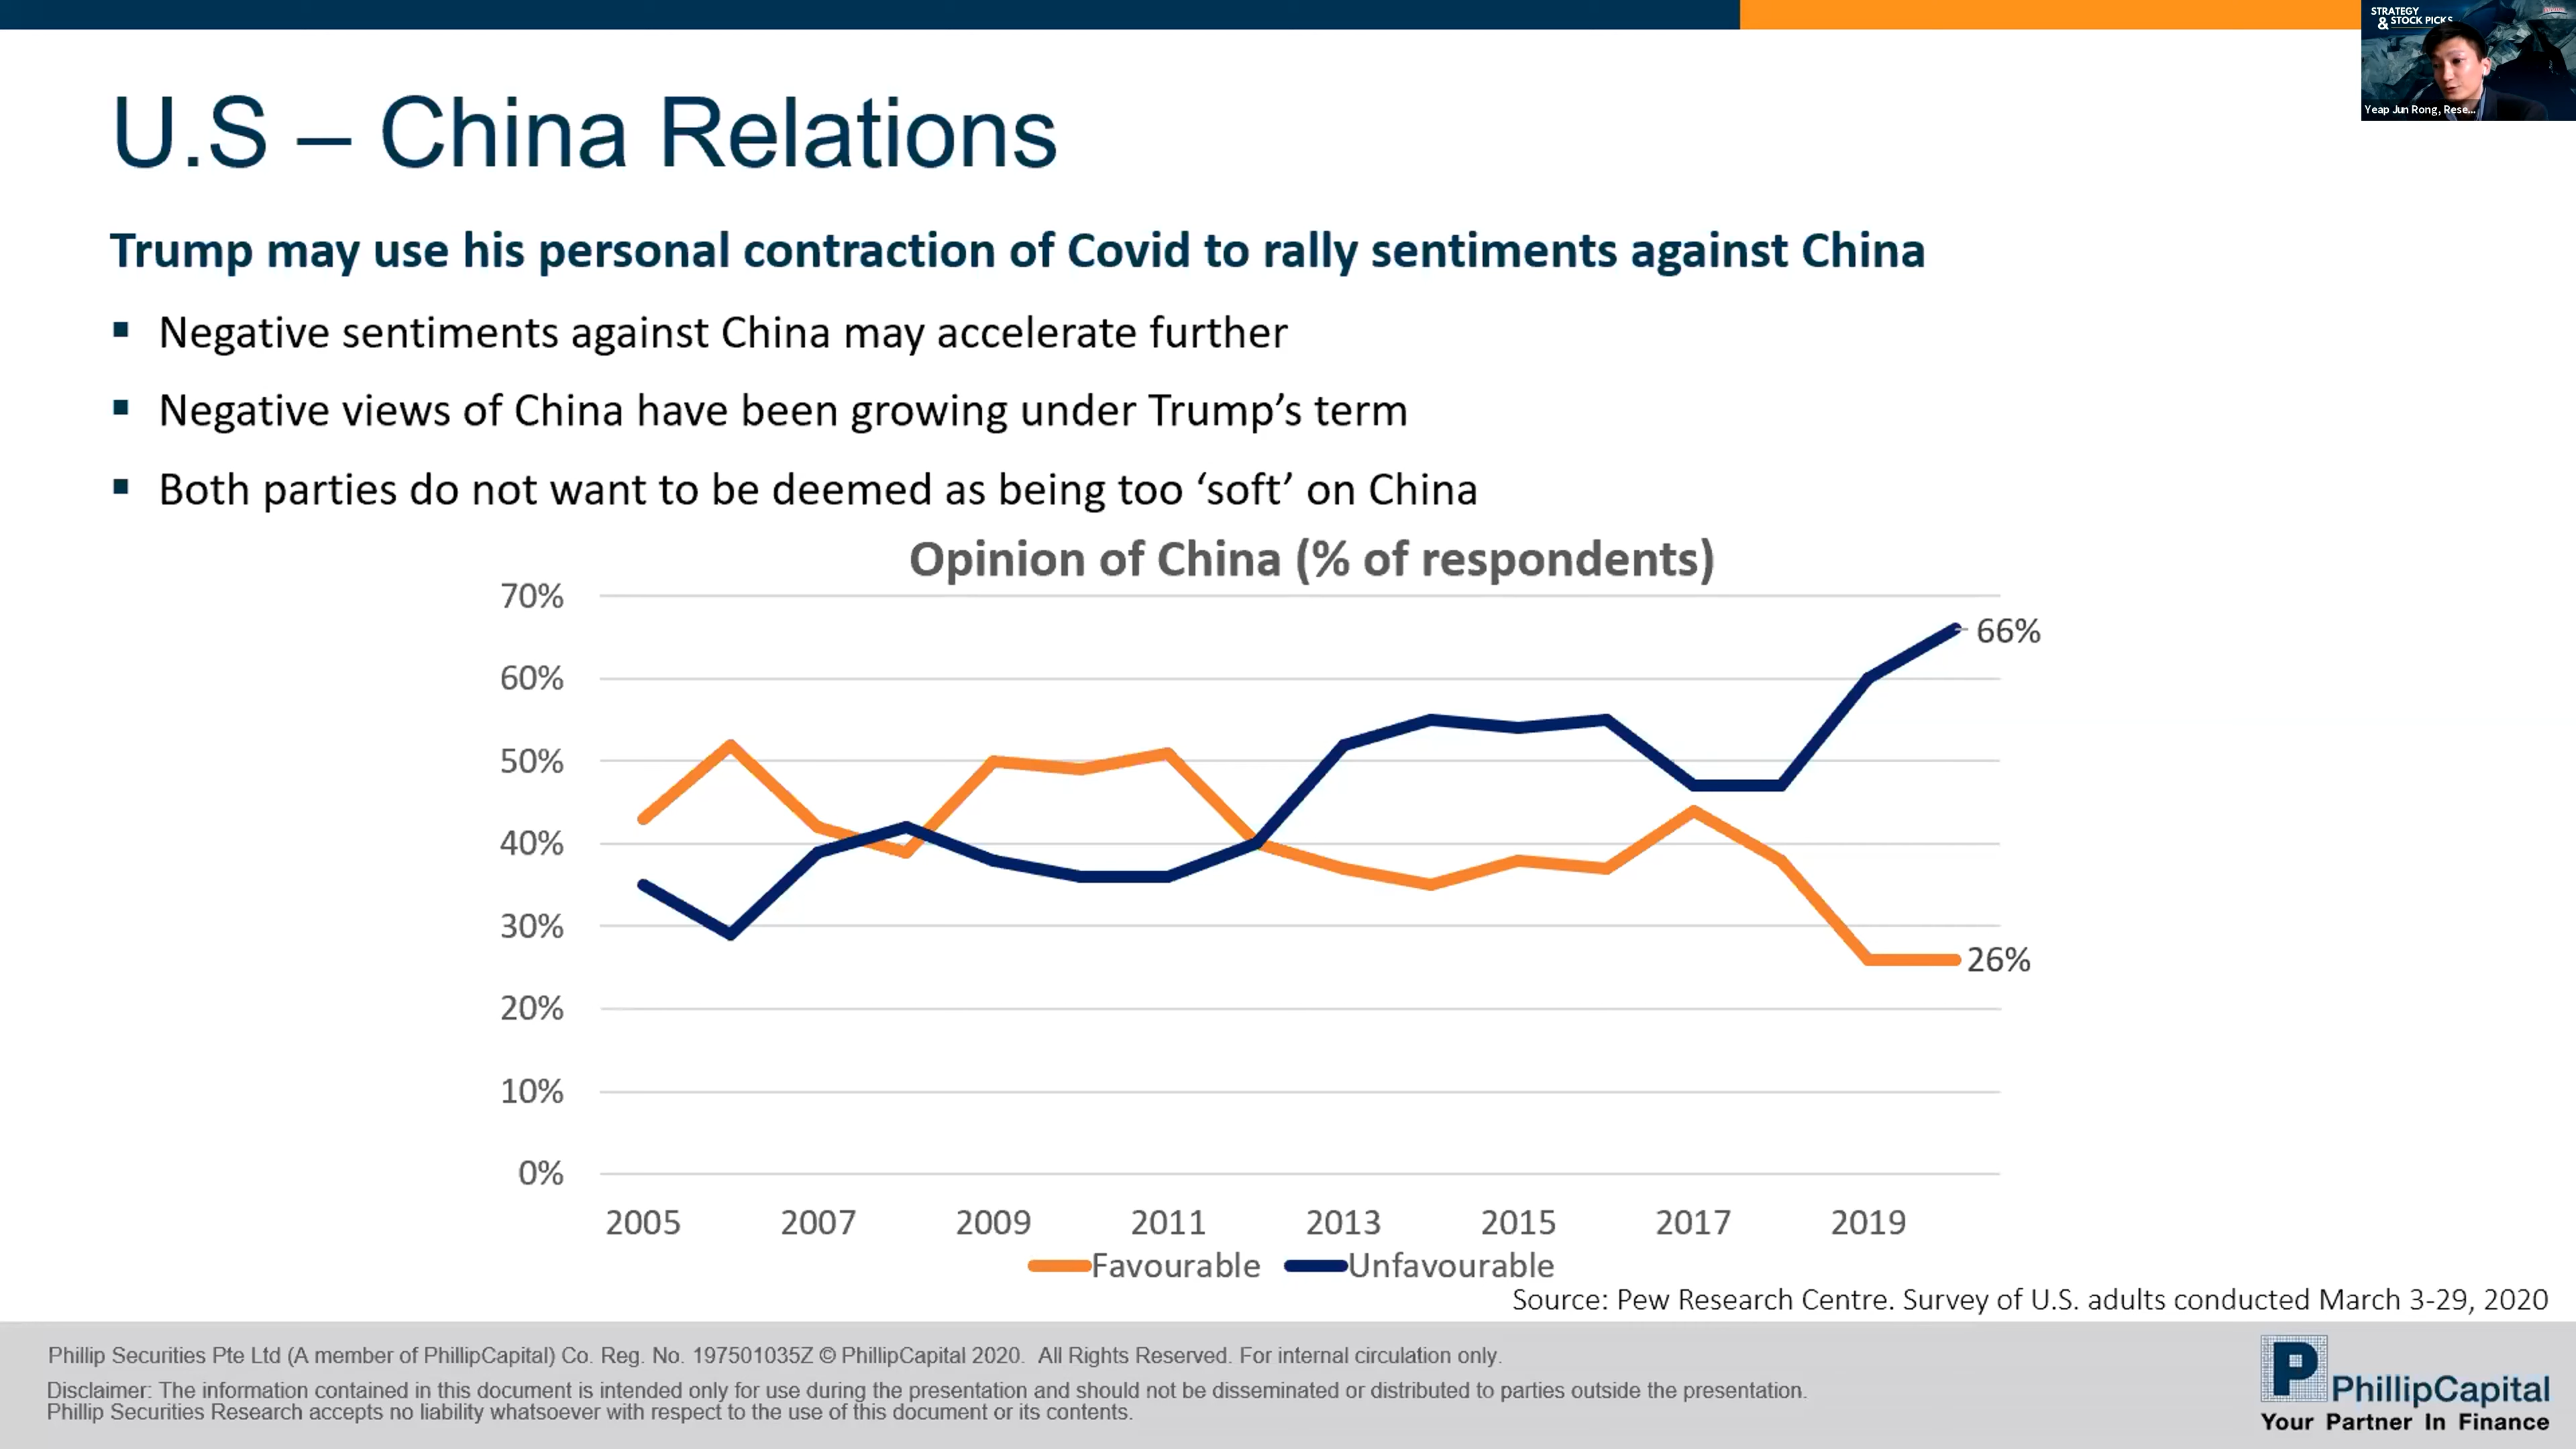 STRATEGY
& STOCK PICKS
Yeap Jun Rong, Rese...
U.S – China Relations
Trump may use his personal contraction of Covid to rally sentiments against China
▪ Negative sentiments against China may accelerate further
▪ Negative views of China have been growing under Trump’s term
▪ Both parties do not want to be deemed as being too ‘soft’ on China
Opinion of China (% of respondents)
70%
60%
50%
40%
30%
20%
10%
0%
66%
26%
2005 2007 2009 2011 2013 2015 2017 2019
Favourable Unfavourable
Source: Pew Research Centre. Survey of U.S. adults conducted March 3-29, 2020
Phillip Securities Pte Ltd (A member of PhillipCapital) Co. Reg. No. 197501035Z © PhillipCapital 2020. All Rights Reserved. For internal circulation only.
Disclaimer: The information contained in this document is intended only for use during the presentation and should not be disseminated or distributed to parties outside the presentation.
Phillip Securities Research accepts no liability whatsoever with respect to the use of this document or its contents.
P
PhillipCapital
Your Partner In Finance